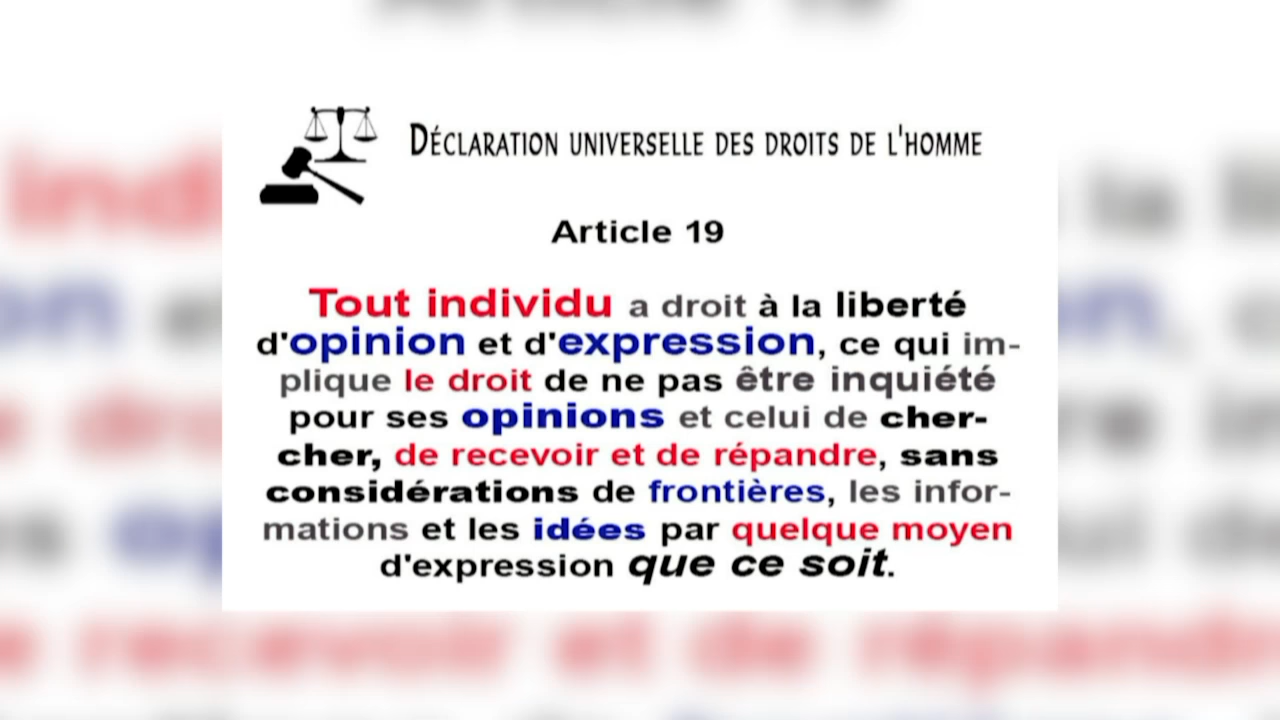 DÉCLARATION UNIVERSELLE DES DROITS DE L'HOMME
Article 19
Tout individu a droit à la liberté
d'opinion et d'expression, ce qui im-
plique le droit de ne pas être inquiété
pour ses opinions et celui de cher-
cher, de recevoir et de répandre, sans
considérations de frontières, les infor-
mations et les idées par quelque moyen
d'expression que ce soit.